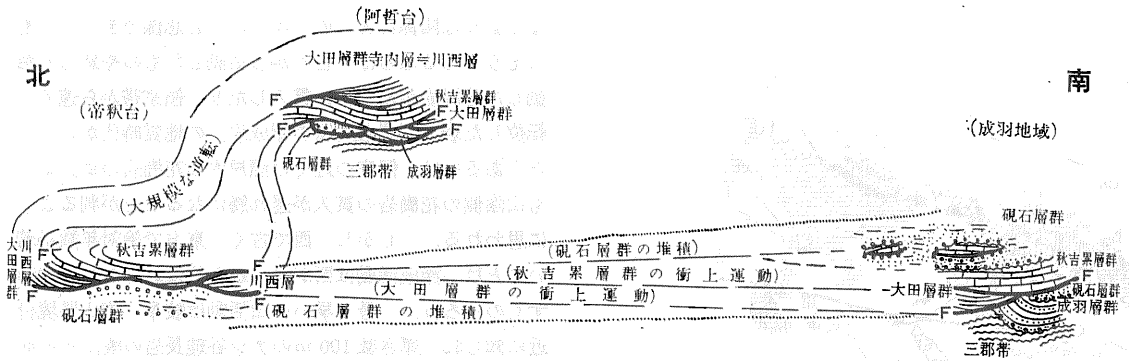 (阿哲台)
大田層群寺内層≒川西層
北
(帝釈台)
F
秋吉累層群
F
大田層群
F
F
硯石層群
三郡帯
成羽層群
(大規模な逆転)
南
(成羽地域)
大田層群
川西層
F
秋吉累層群
F
F
川西層
F
硯石層群
(硯石層群の堆積)
(秋吉累層群の衝上運動)
(大田層群の衝上運動)
(硯石層群の堆積)
硯石層群
秋吉累層群
F
大田層群
硯石層群
F
成羽層群
三郡帯